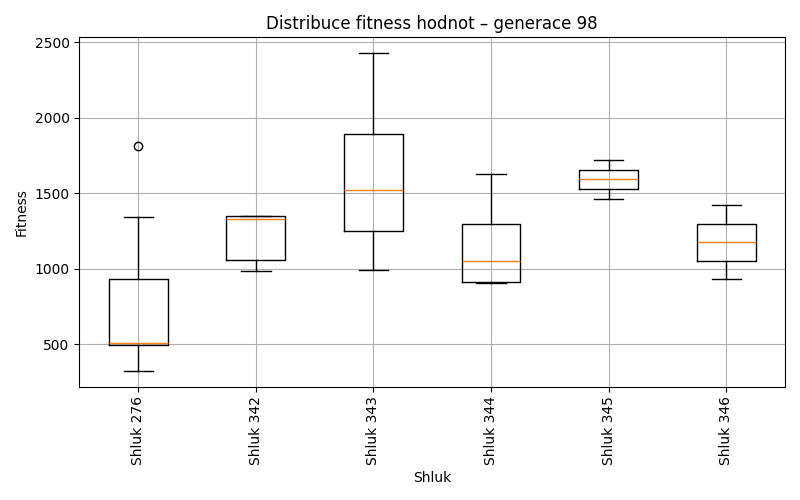 Distribuce fitness hodnot – generace 98
Fitness
2500
2000
1500
1000
500
Shluk 276
Shluk 342
Shluk 343
Shluk 344
Shluk 345
Shluk 346
Shluk